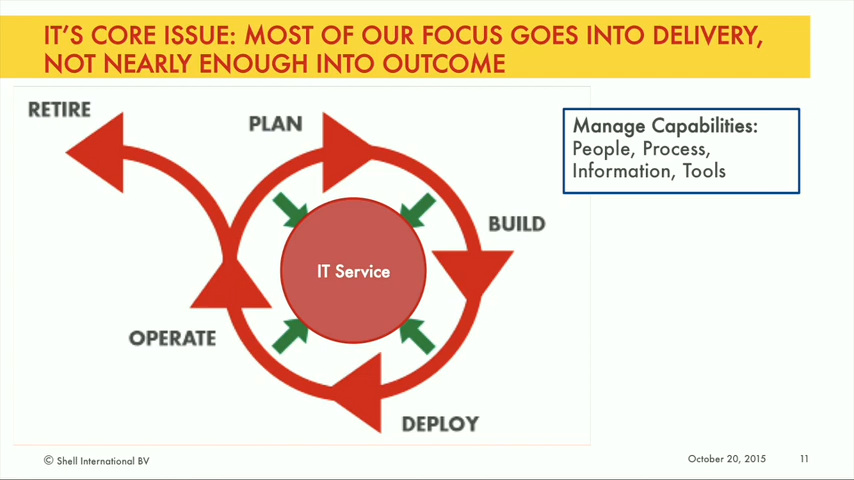 IT'S CORE ISSUE: MOST OF OUR FOCUS GOES INTO DELIVERY,
NOT NEARLY ENOUGH INTO OUTCOME
RETIRE
PLAN
Manage Capabilities:
People, Process,
Information, Tools
BUILD
IT Service
OPERATE
DEPLOY
© Shell International BV
October 20, 2015
11